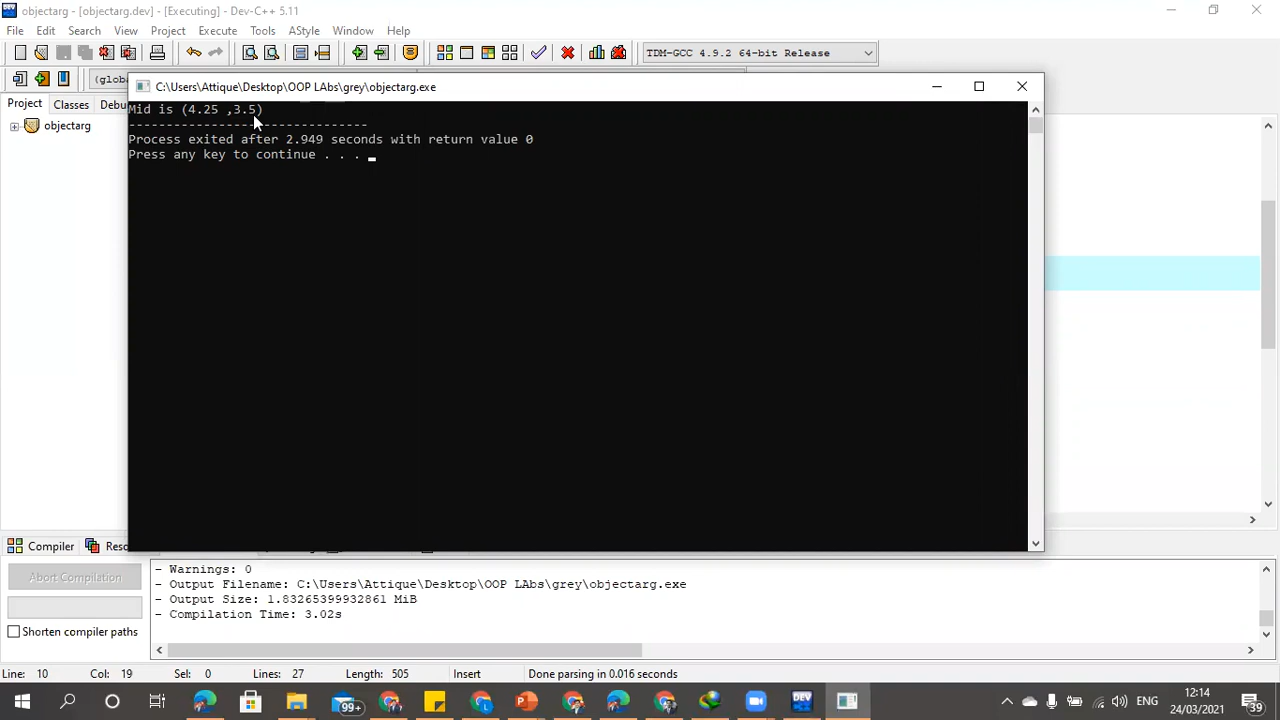 objectarg - [objectarg.dev] - [Executing] - Dev-C++ 5.11
File Edit Search View Project Execute Tools AStyle Window Help
TDM-GCC 4.9.2 64-bit Release
(globa
C:\Users\Attique\Desktop\OOP LAbs\grey\objectarg.exe
Project Classes Debu
objectarg
Mid is (4.25 ,3.5)
--------------------------------
Process exited after 2.949 seconds with return value 0
Press any key to continue . . .
Compiler Reso
Abort Compilation
Shorten compiler paths
- Warnings: 0
- Output Filename: C:\Users\Attique\Desktop\OOP LAbs\grey\objectarg.exe
- Output Size: 1.83265399932861 MiB
- Compilation Time: 3.02s
Line: 10 Col: 19 Sel: 0 Lines: 27 Length: 505 Insert Done parsing in 0.016 seconds
99+
ENG
12:14
24/03/2021
39